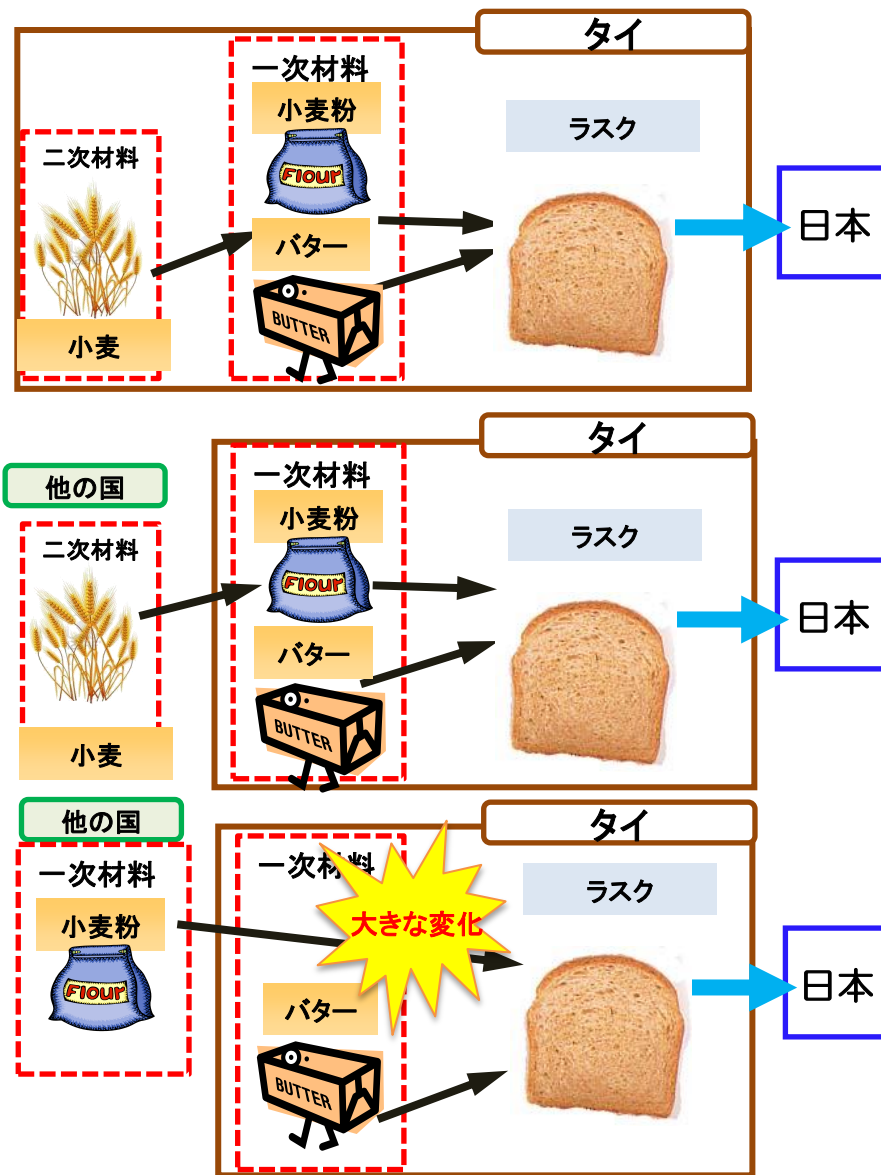 タイ
一次材料
小麦粉
Flour
バター
BUTTER
二次材料
小麦
ラスク
日本
タイ
他の国
一次材料
小麦粉
Flour
バター
BUTTER
二次材料
小麦
ラスク
日本
他の国
タイ
一次材料
小麦粉
Flour
一次材料
大きな変化
バター
BUTTER
ラスク
日本